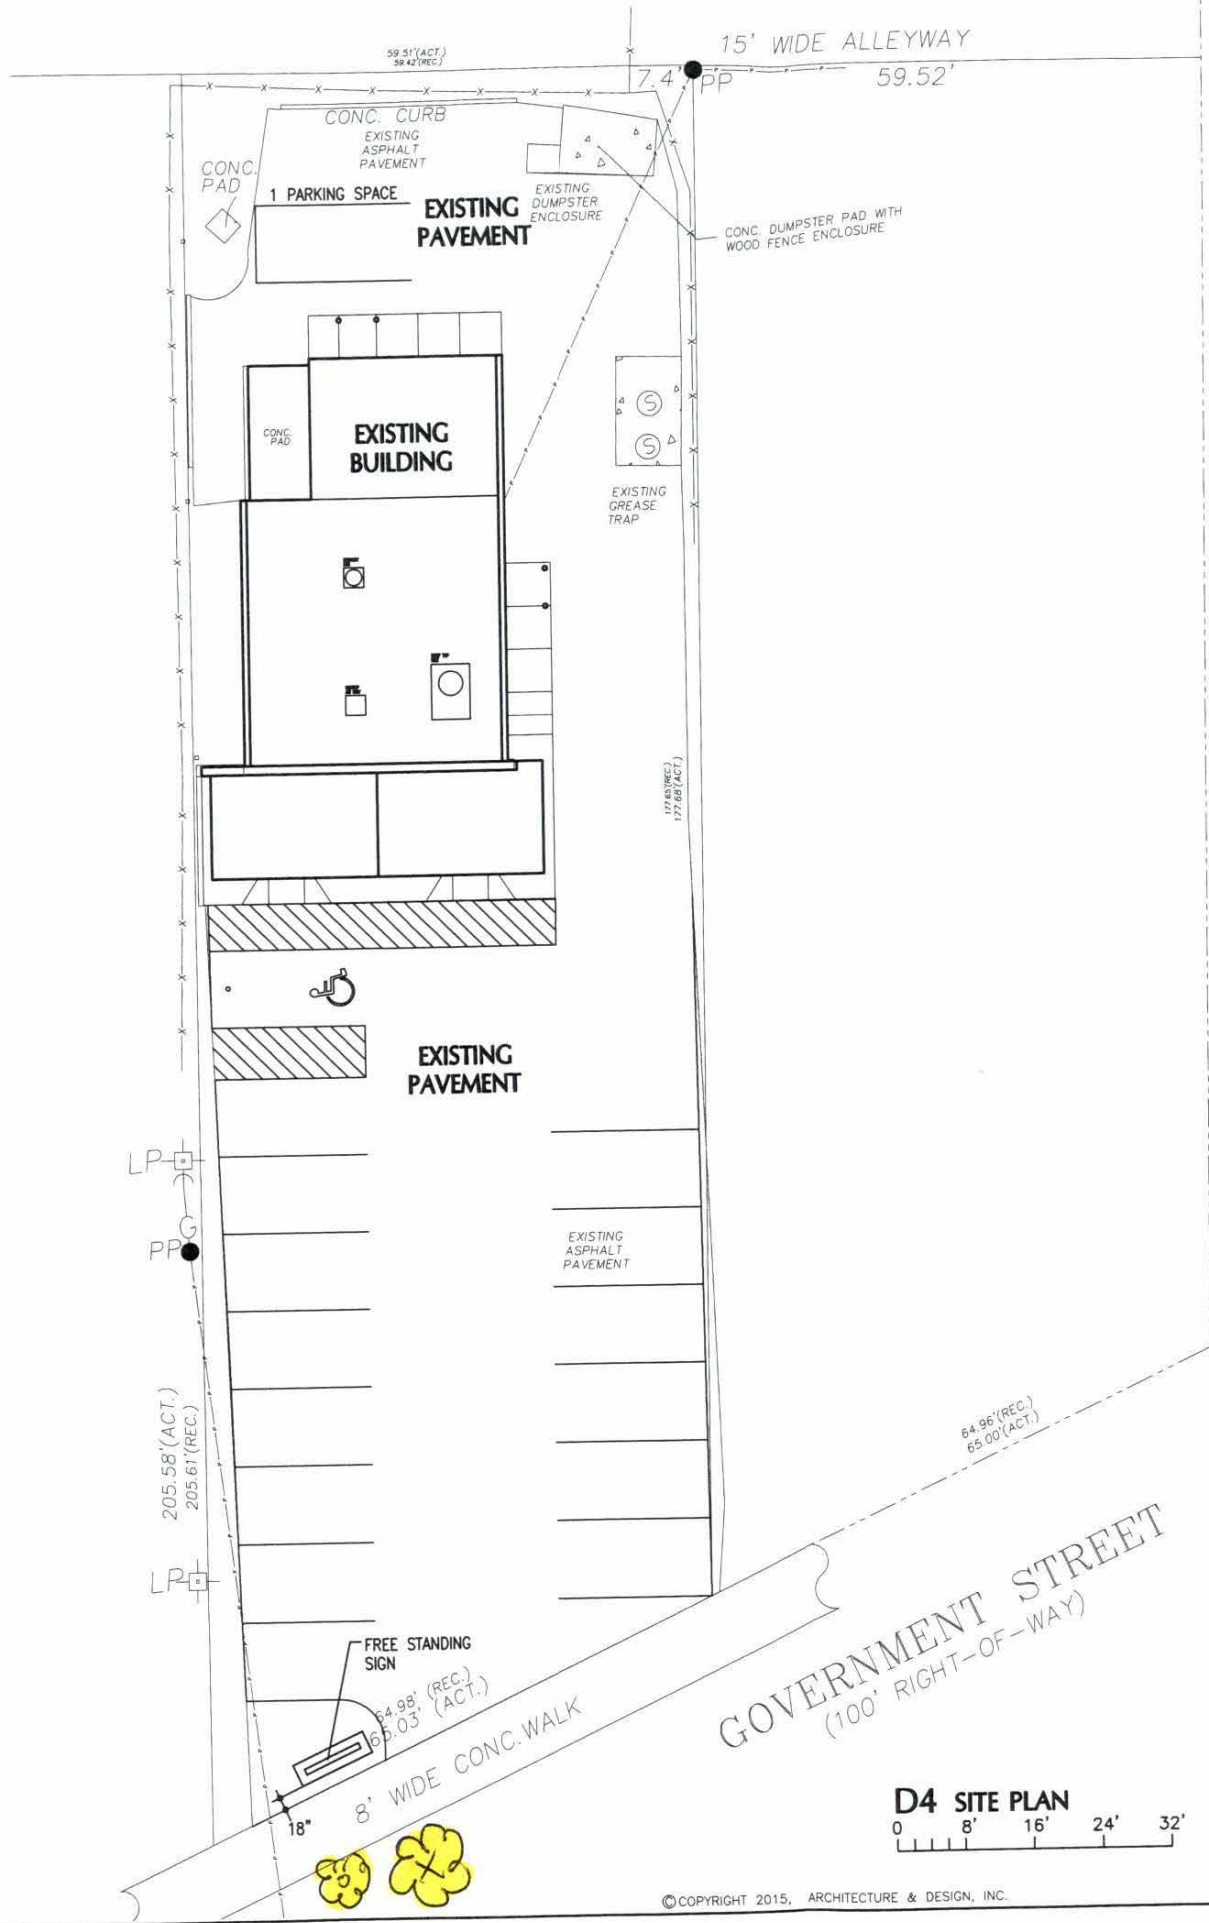 59.51'(ACT.)
59.42'(REC.)
15' WIDE ALLEYWAY
7.4'
PP
59.52'
CONC. CURB
EXISTING
ASPHALT
PAVEMENT
CONC.
PAD
1 PARKING SPACE
EXISTING
PAVEMENT
EXISTING
DUMPSTER
ENCLOSURE
CONC. DUMPSTER PAD WITH
WOOD FENCE ENCLOSURE
CONC.
PAD
EXISTING
BUILDING
S
S
EXISTING
GREASE
TRAP
177.65'(REC.)
177.68'(ACT.)
EXISTING
PAVEMENT
LP
G
PP
EXISTING
ASPHALT
PAVEMENT
205.58'(ACT.)
205.61'(REC.)
64.96'(REC.)
65.00'(ACT.)
LP
GOVERNMENT STREET
(100' RIGHT-OF-WAY)
FREE STANDING
SIGN
64.98' (REC.)
65.03' (ACT.)
8' WIDE CONC.WALK
18"
D4 SITE PLAN
0 8' 16' 24' 32'
©COPYRIGHT 2015, ARCHITECTURE & DESIGN, INC.